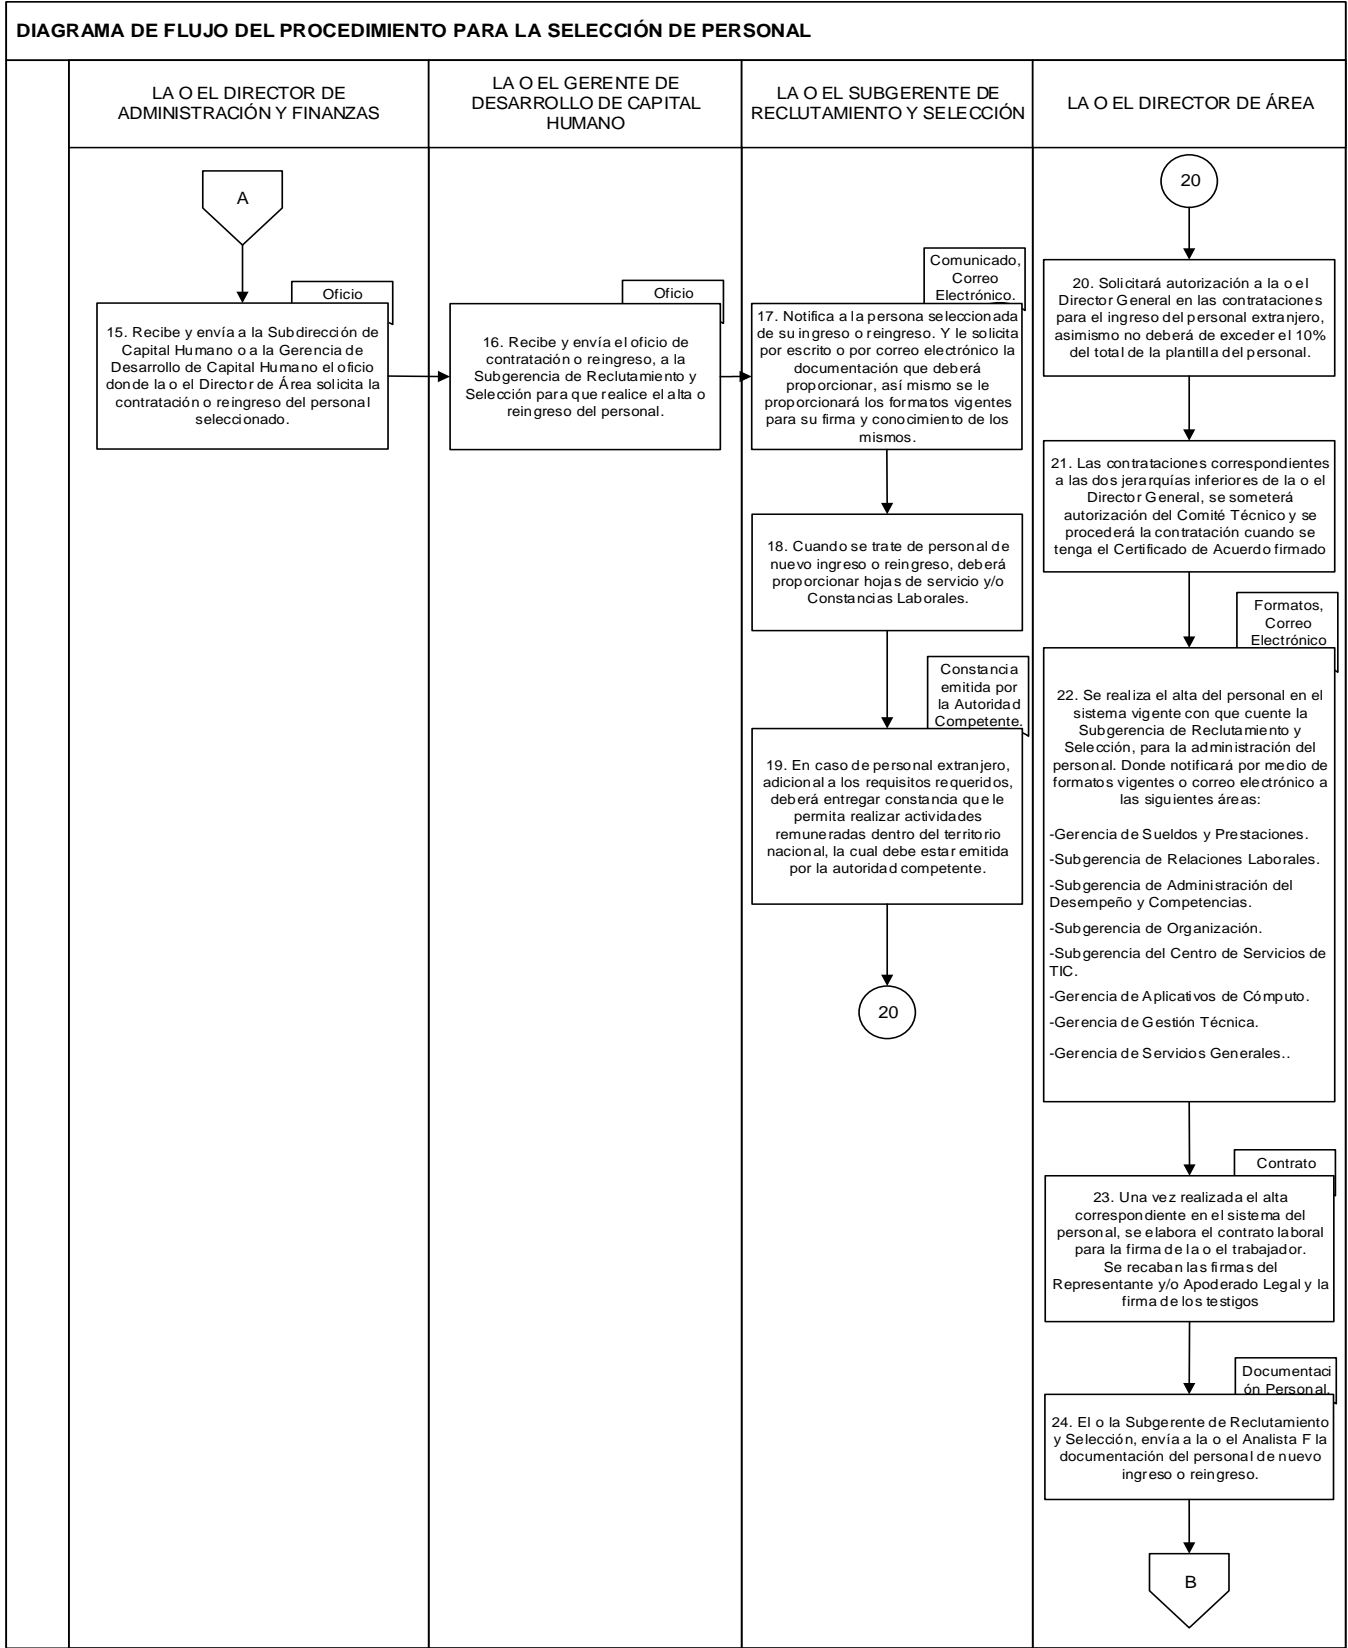 DIAGRAMA DE FLUJO DEL PROCEDIMIENTO PARA LA SELECCIÓN DE PERSONAL
LA O EL DIRECTOR DE
ADMINISTRACIÓN Y FINANZAS
LA O EL GERENTE DE
DESARROLLO DE CAPITAL
HUMANO
LA O EL SUBGERENTE DE
RECLUTAMIENTO Y SELECCIÓN
LA O EL DIRECTOR DE ÁREA
A
Oficio
15. Recibe y envía a la Subdirección de
Capital Humano o a la Gerencia de
Desarrollo de Capital Humano el oficio
donde la o el Director de Área solicita la
contratación o reingreso del personal
seleccionado.
Oficio
16. Recibe y envía el oficio de
contratación o reingreso, a la
Subgerencia de Reclutamiento y
Selección para que realice el alta o
reingreso del personal.
Comunicado,
Correo
Electrónico.
17. Notifica a la persona seleccionada
de su ingreso o reingreso. Y le solicita
por escrito o por correo electrónico la
documentación que deberá
proporcionar, así mismo se le
proporcionará los formatos vigentes
para su firma y conocimiento de los
mismos.
18. Cuando se trate de personal de
nuevo ingreso o reingreso, deberá
proporcionar hojas de servicio y/o
Constancias Laborales.
Constancia
emitida por
la Autoridad
Competente.
19. En caso de personal extranjero,
adicional a los requisitos requeridos,
deberá entregar constancia que le
permita realizar actividades
remuneradas dentro del territorio
nacional, la cual debe estar emitida
por la autoridad competente.
20
20
20. Solicitará autorización a la o el
Director General en las contrataciones
para el ingreso del personal extranjero,
asimismo no deberá de exceder el 10%
del total de la plantilla del personal.
21. Las contrataciones correspondientes
a las dos jerarquías inferiores de la o el
Director General, se someterá
autorización del Comité Técnico y se
procederá la contratación cuando se
tenga el Certificado de Acuerdo firmado
Formatos,
Correo
Electrónico
22. Se realiza el alta del personal en el
sistema vigente con que cuente la
Subgerencia de Reclutamiento y
Selección, para la administración del
personal. Donde notificará por medio de
formatos vigentes o correo electrónico a
las siguientes áreas:
-Gerencia de Sueldos y Prestaciones.
-Subgerencia de Relaciones Laborales.
-Subgerencia de Administración del
Desempeño y Competencias.
-Subgerencia de Organización.
-Subgerencia del Centro de Servicios de
TIC.
-Gerencia de Aplicativos de Cómputo.
-Gerencia de Gestión Técnica.
-Gerencia de Servicios Generales..
Contrato
23. Una vez realizada el alta
correspondiente en el sistema del
personal, se elabora el contrato laboral
para la firma de la o el trabajador.
Se recaban las firmas del
Representante y/o Apoderado Legal y la
firma de los testigos
Documentaci
ón Personal.
24. El o la Subgerente de Reclutamiento
y Selección, envía a la o el Analista F la
documentación del personal de nuevo
ingreso o reingreso.
B